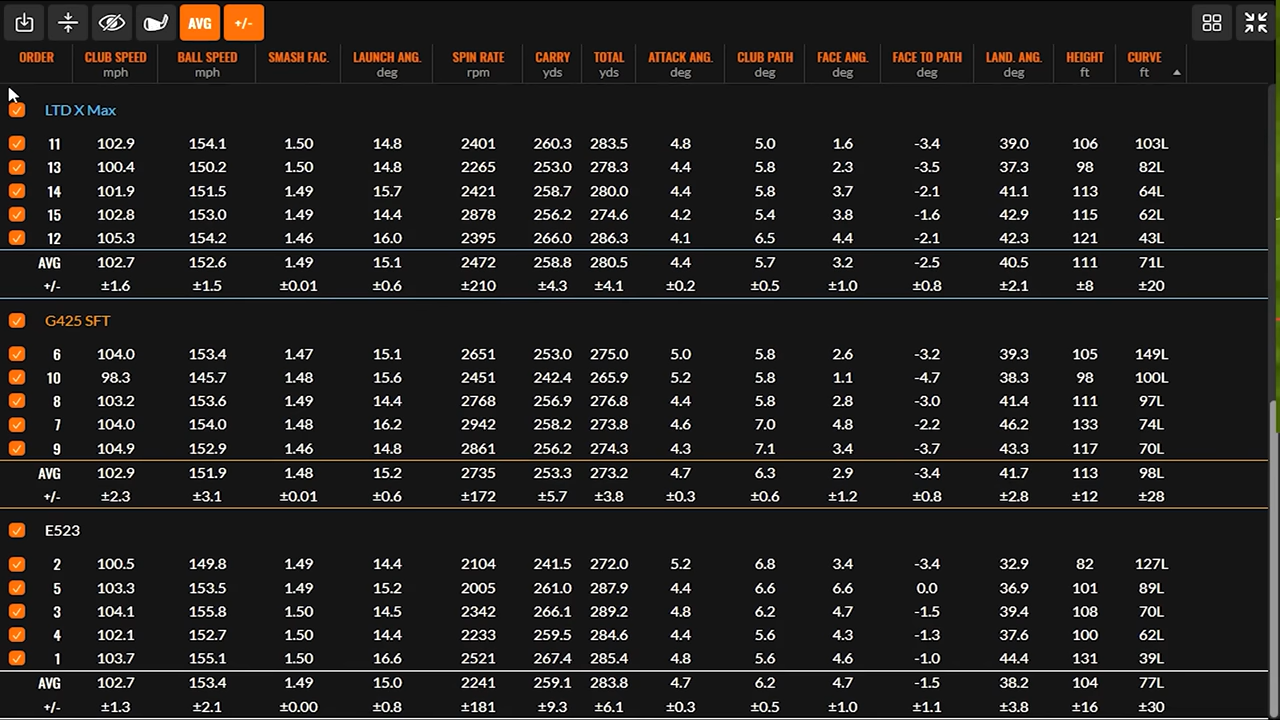 AVG +/-
ORDER CLUB SPEED BALL SPEED SMASH FAC. LAUNCH ANG. SPIN RATE CARRY TOTAL ATTACK ANG. CLUB PATH FACE ANG. FACE TO PATH LAND. ANG. HEIGHT CURVE
mph mph deg rpm yds yds deg deg deg deg deg ft ft
LTD X Max
11 102.9 154.1 1.50 14.8 2401 260.3 283.5 4.8 5.0 1.6 -3.4 39.0 106 103L
13 100.4 150.2 1.50 14.8 2265 253.0 278.3 4.4 5.8 2.3 -3.5 37.3 98 82L
14 101.9 151.5 1.49 15.7 2421 258.7 280.0 4.4 5.8 3.7 -2.1 41.1 113 64L
15 102.8 153.0 1.49 14.4 2878 256.2 274.6 4.2 5.4 3.8 -1.6 42.9 115 62L
12 105.3 154.2 1.46 16.0 2395 266.0 286.3 4.1 6.5 4.4 -2.1 42.3 121 43L
AVG 102.7 152.6 1.49 15.1 2472 258.8 280.5 4.4 5.7 3.2 -2.5 40.5 111 71L
+/- ±1.6 ±1.5 ±0.01 ±0.6 ±210 ±4.3 ±4.1 ±0.2 ±0.5 ±1.0 ±0.8 ±2.1 ±8 ±20
G425 SFT
6 104.0 153.4 1.47 15.1 2651 253.0 275.0 5.0 5.8 2.6 -3.2 39.3 105 149L
10 98.3 145.7 1.48 15.6 2451 242.4 265.9 5.2 5.8 1.1 -4.7 38.3 98 100L
8 103.2 153.6 1.49 14.4 2768 256.9 276.8 4.4 5.8 2.8 -3.0 41.4 111 97L
7 104.0 154.0 1.48 16.2 2942 258.2 273.8 4.6 7.0 4.8 -2.2 46.2 133 74L
9 104.9 152.9 1.46 14.8 2861 256.2 274.3 4.3 7.1 3.4 -3.7 43.3 117 70L
AVG 102.9 151.9 1.48 15.2 2735 253.3 273.2 4.7 6.3 2.9 -3.4 41.7 113 98L
+/- ±2.3 ±3.1 ±0.01 ±0.6 ±172 ±5.7 ±3.8 ±0.3 ±0.6 ±1.2 ±0.8 ±2.8 ±12 ±28
E523
2 100.5 149.8 1.49 14.4 2104 241.5 272.0 5.2 6.8 3.4 -3.4 32.9 82 127L
5 103.3 153.5 1.49 15.2 2005 261.0 287.9 4.4 6.6 6.6 0.0 36.9 101 89L
3 104.1 155.8 1.50 14.5 2342 266.1 289.2 4.8 6.2 4.7 -1.5 39.4 108 70L
4 102.1 152.7 1.50 14.4 2233 259.5 284.6 4.4 5.6 4.3 -1.3 37.6 100 62L
1 103.7 155.1 1.50 16.6 2521 267.4 285.4 4.8 5.6 4.6 -1.0 44.4 131 39L
AVG 102.7 153.4 1.49 15.0 2241 259.1 283.8 4.7 6.2 4.7 -1.5 38.2 104 77L
+/- ±1.3 ±2.1 ±0.00 ±0.8 ±181 ±9.3 ±6.1 ±0.3 ±0.5 ±1.0 ±1.1 ±3.8 ±16 ±30